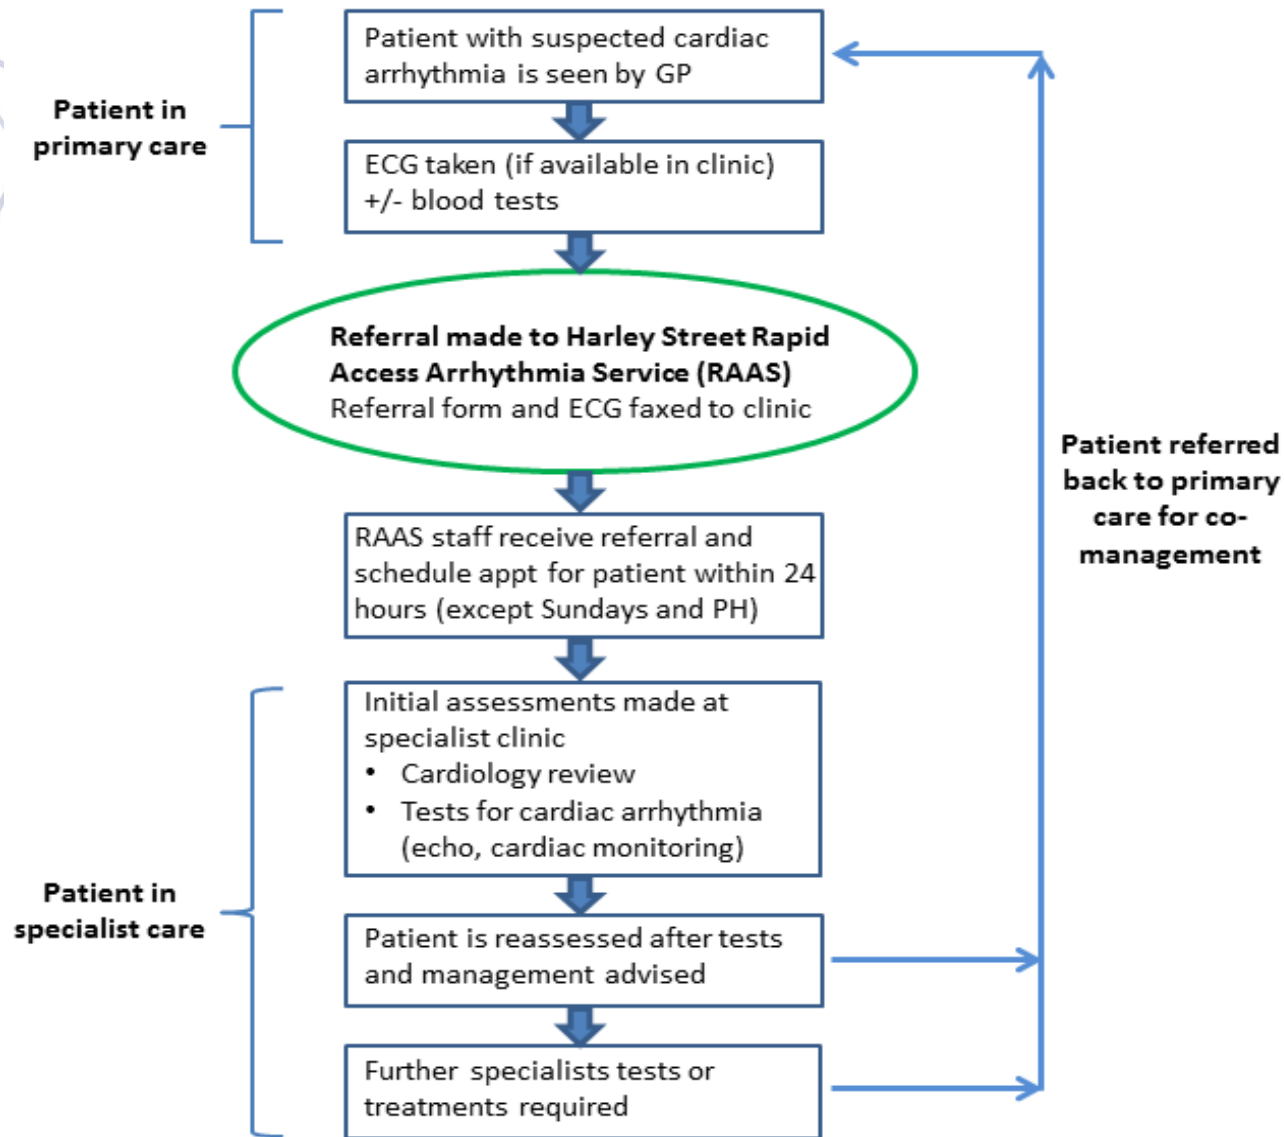 Patient with suspected cardiac
arrhythmia is seen by GP
Patient in
primary care
ECG taken (if available in clinic)
+/- blood tests
Referral made to Harley Street Rapid
Access Arrhythmia Service (RAAS)
Referral form and ECG faxed to clinic
Patient referred
back to primary
care for co-
management
RAAS staff receive referral and
schedule appt for patient within 24
hours (except Sundays and PH)
Initial assessments made at
specialist clinic
• Cardiology review
• Tests for cardiac arrhythmia
(echo, cardiac monitoring)
Patient in
specialist care
Patient is reassessed after tests
and management advised
Further specialists tests or
treatments required